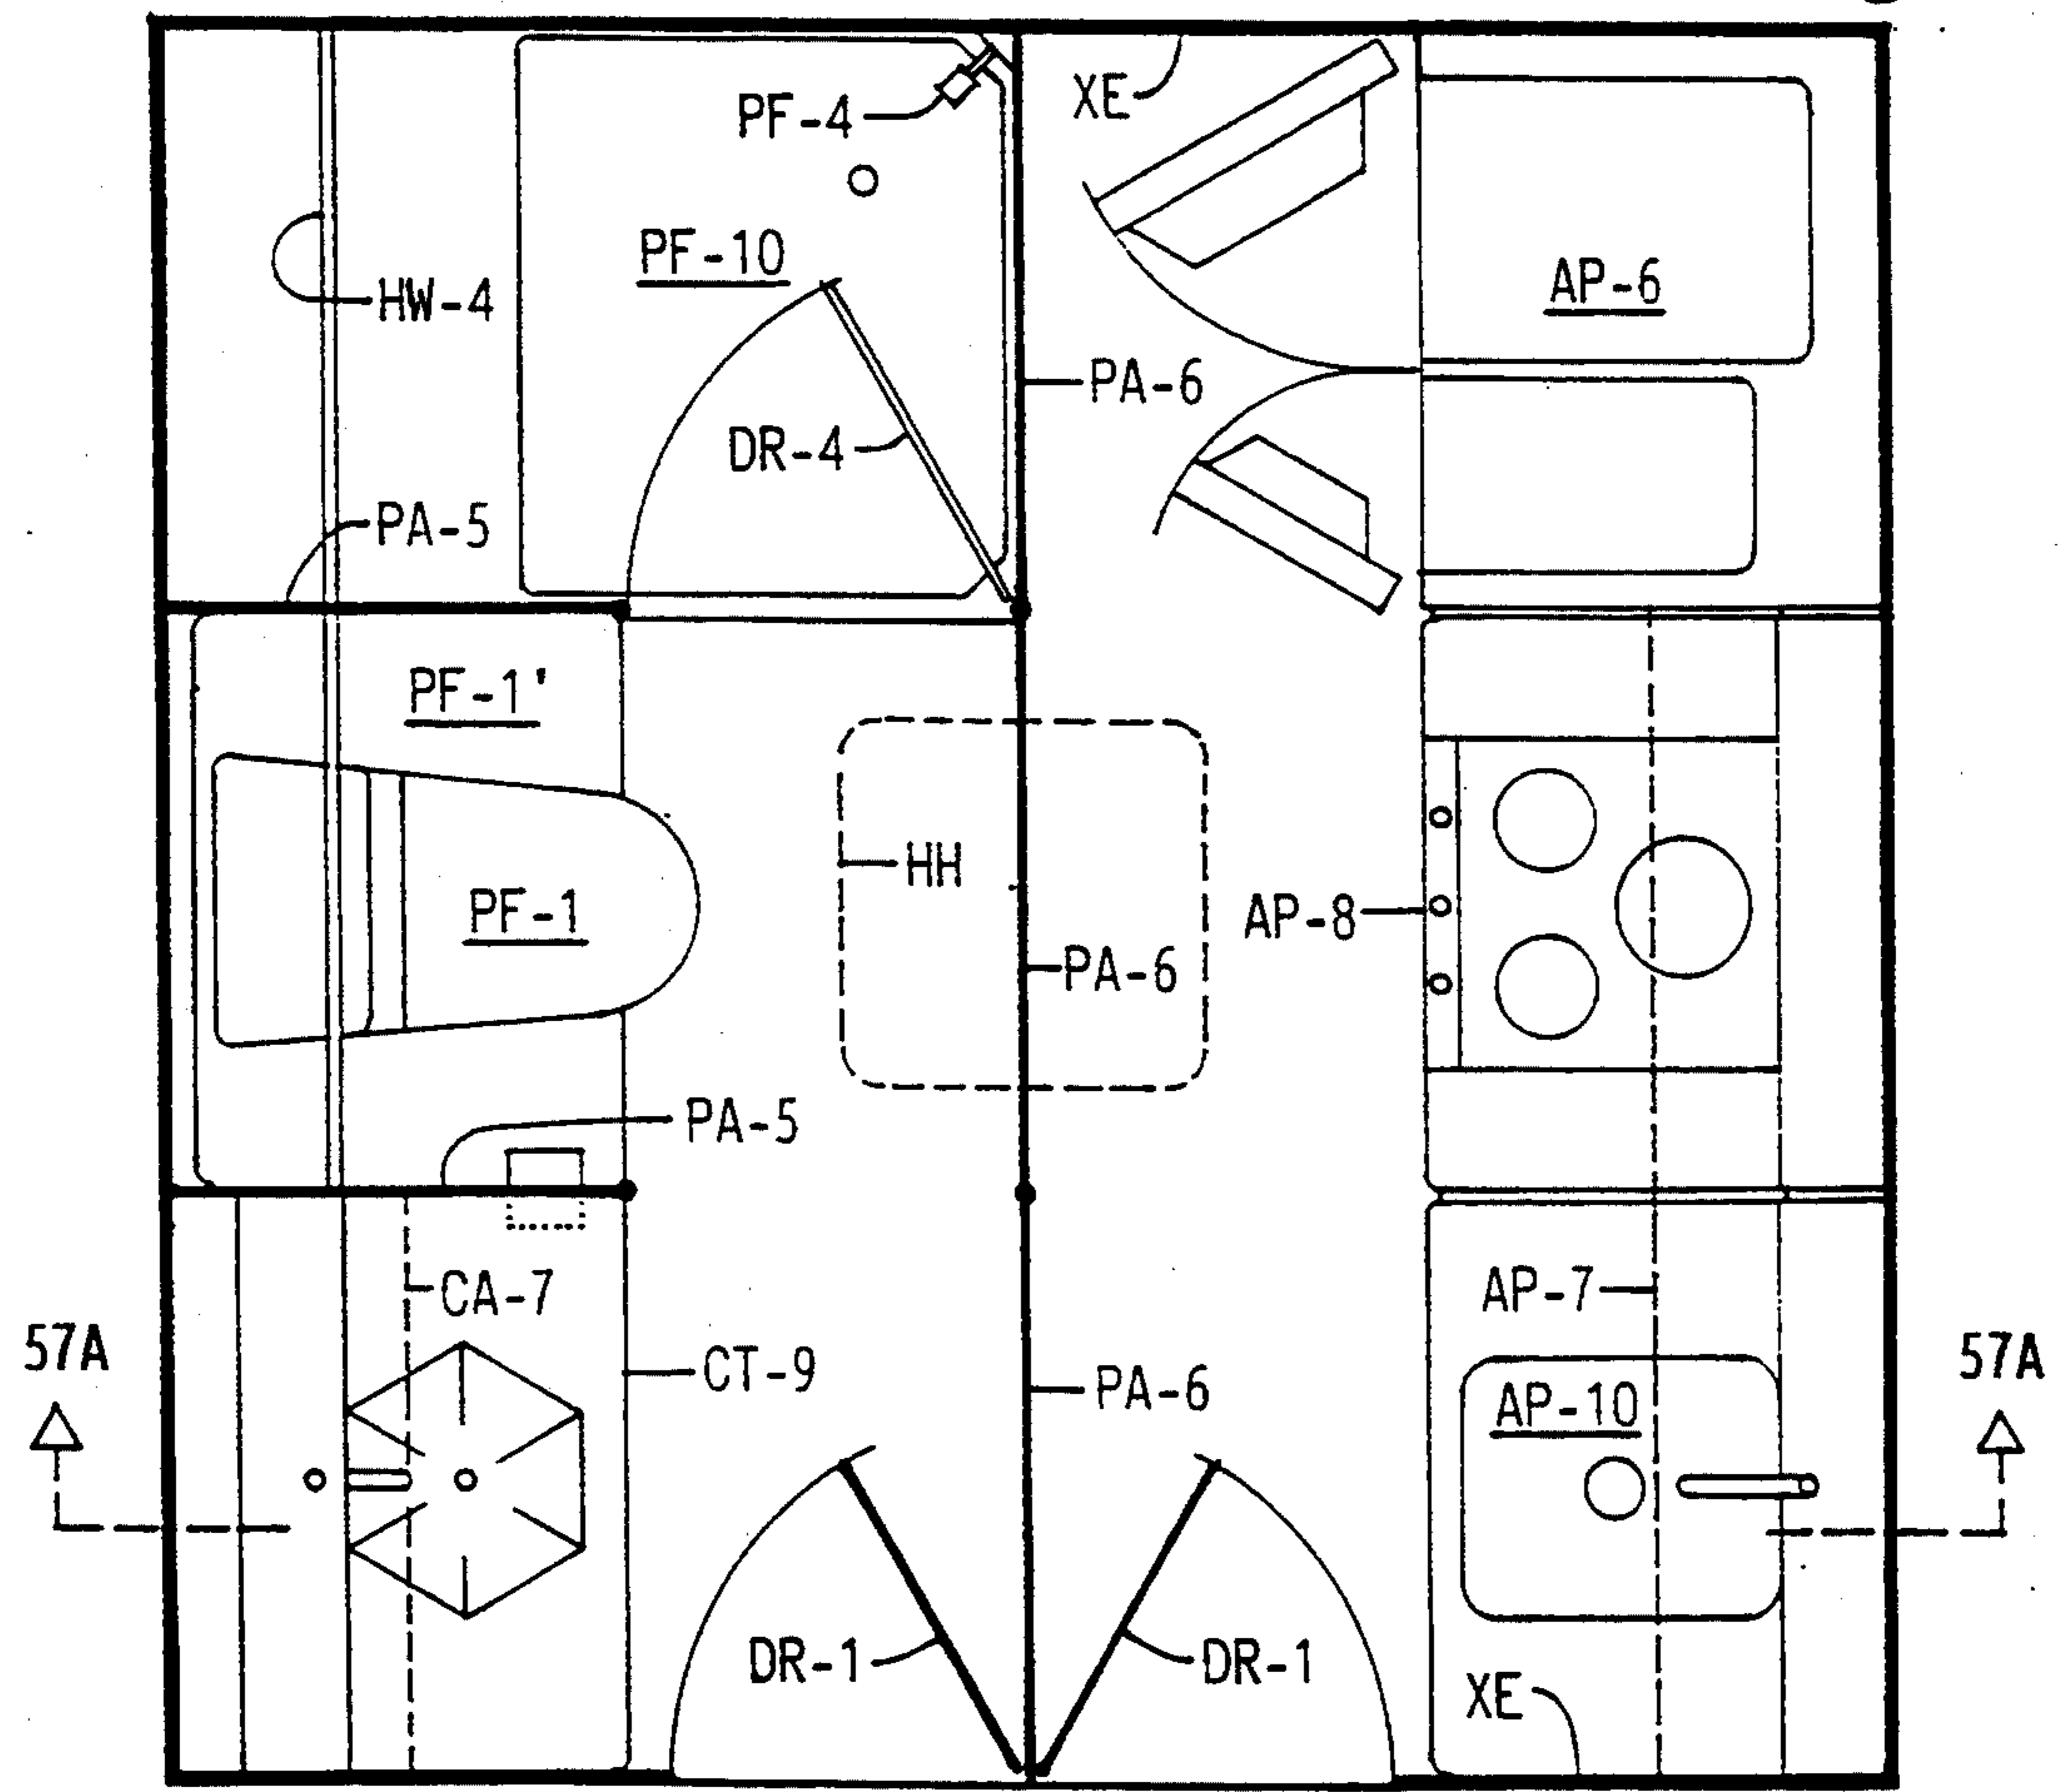 PF-4
XE
PF-10
HW-4
AP-6
PA-6
DR-4
PA-5
PF-1'
HH
PF-1
AP-8
PA-6
PA-5
CA-7
AP-7
57A
CT-9
57A
PA-6
AP-10
DR-1
DR-1
XE